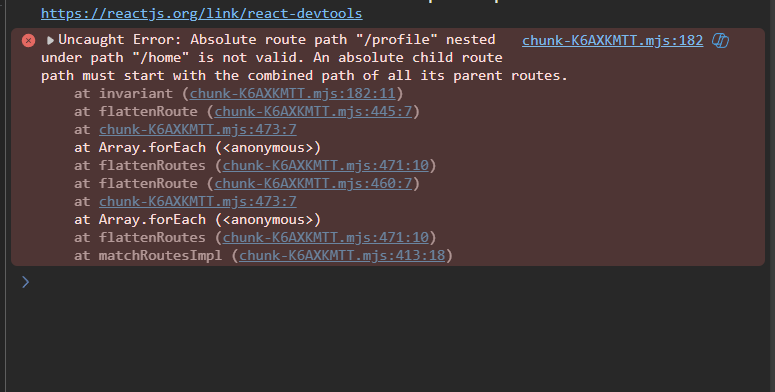 https://reactjs.org/link/react-devtools
Uncaught Error: Absolute route path "/profile" nested chunk-K6AXKMTT.mjs:182
under path "/home" is not valid. An absolute child route
path must start with the combined path of all its parent routes.
at invariant (chunk-K6AXKMTT.mjs:182:11)
at flattenRoute (chunk-K6AXKMTT.mjs:445:7)
at chunk-K6AXKMTT.mjs:473:7
at Array.forEach (<anonymous>)
at flattenRoutes (chunk-K6AXKMTT.mjs:471:10)
at flattenRoute (chunk-K6AXKMTT.mjs:460:7)
at chunk-K6AXKMTT.mjs:473:7
at Array.forEach (<anonymous>)
at flattenRoutes (chunk-K6AXKMTT.mjs:471:10)
at matchRoutesImpl (chunk-K6AXKMTT.mjs:413:18)